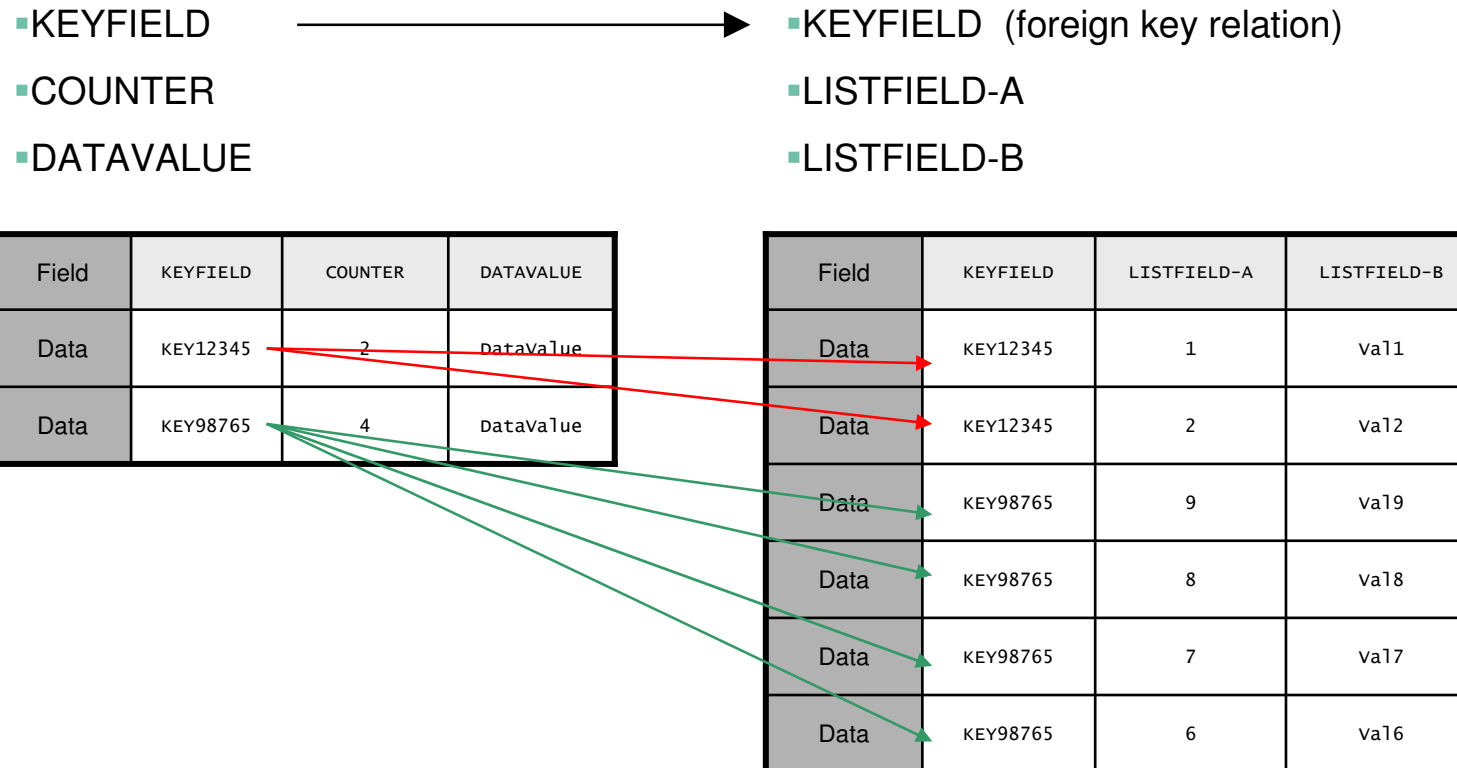 ▪KEYFIELD
▪COUNTER
▪DATAVALUE
▪KEYFIELD (foreign key relation)
▪LISTFIELD-A
▪LISTFIELD-B
Field KEYFIELD COUNTER DATAVALUE
Data KEY12345 2 DataValue
Data KEY98765 4 DataValue
Field KEYFIELD LISTFIELD-A LISTFIELD-B
Data KEY12345 1 Val1
Data KEY12345 2 Val2
Data KEY98765 9 Val9
Data KEY98765 8 Val8
Data KEY98765 7 Val7
Data KEY98765 6 Val6